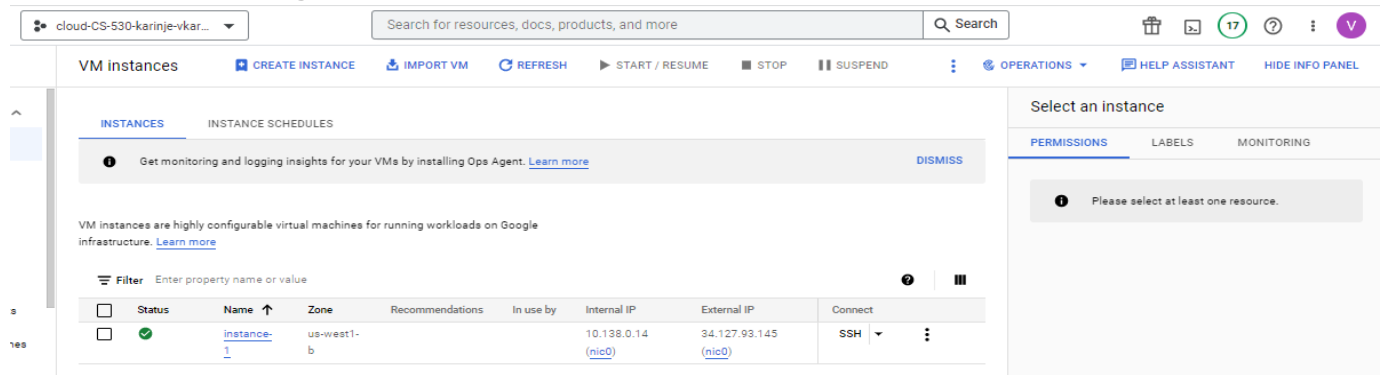 cloud-CS-530-karinje-vkar...
Search for resources, docs, products, and more
Search
17
V
VM instances
CREATE INSTANCE
IMPORT VM
REFRESH
START / RESUME
STOP
SUSPEND
OPERATIONS
HELP ASSISTANT
HIDE INFO PANEL
INSTANCES
INSTANCE SCHEDULES
Get monitoring and logging insights for your VMs by installing Ops Agent. Learn more
DISMISS
VM instances are highly configurable virtual machines for running workloads on Google
infrastructure. Learn more
Filter Enter property name or value
Status Name Zone Recommendations In use by Internal IP External IP Connect
instance- us-west1- 10.138.0.14 34.127.93.145 SSH
1 b (nic0) (nic0)
Select an instance
PERMISSIONS
LABELS
MONITORING
Please select at least one resource.